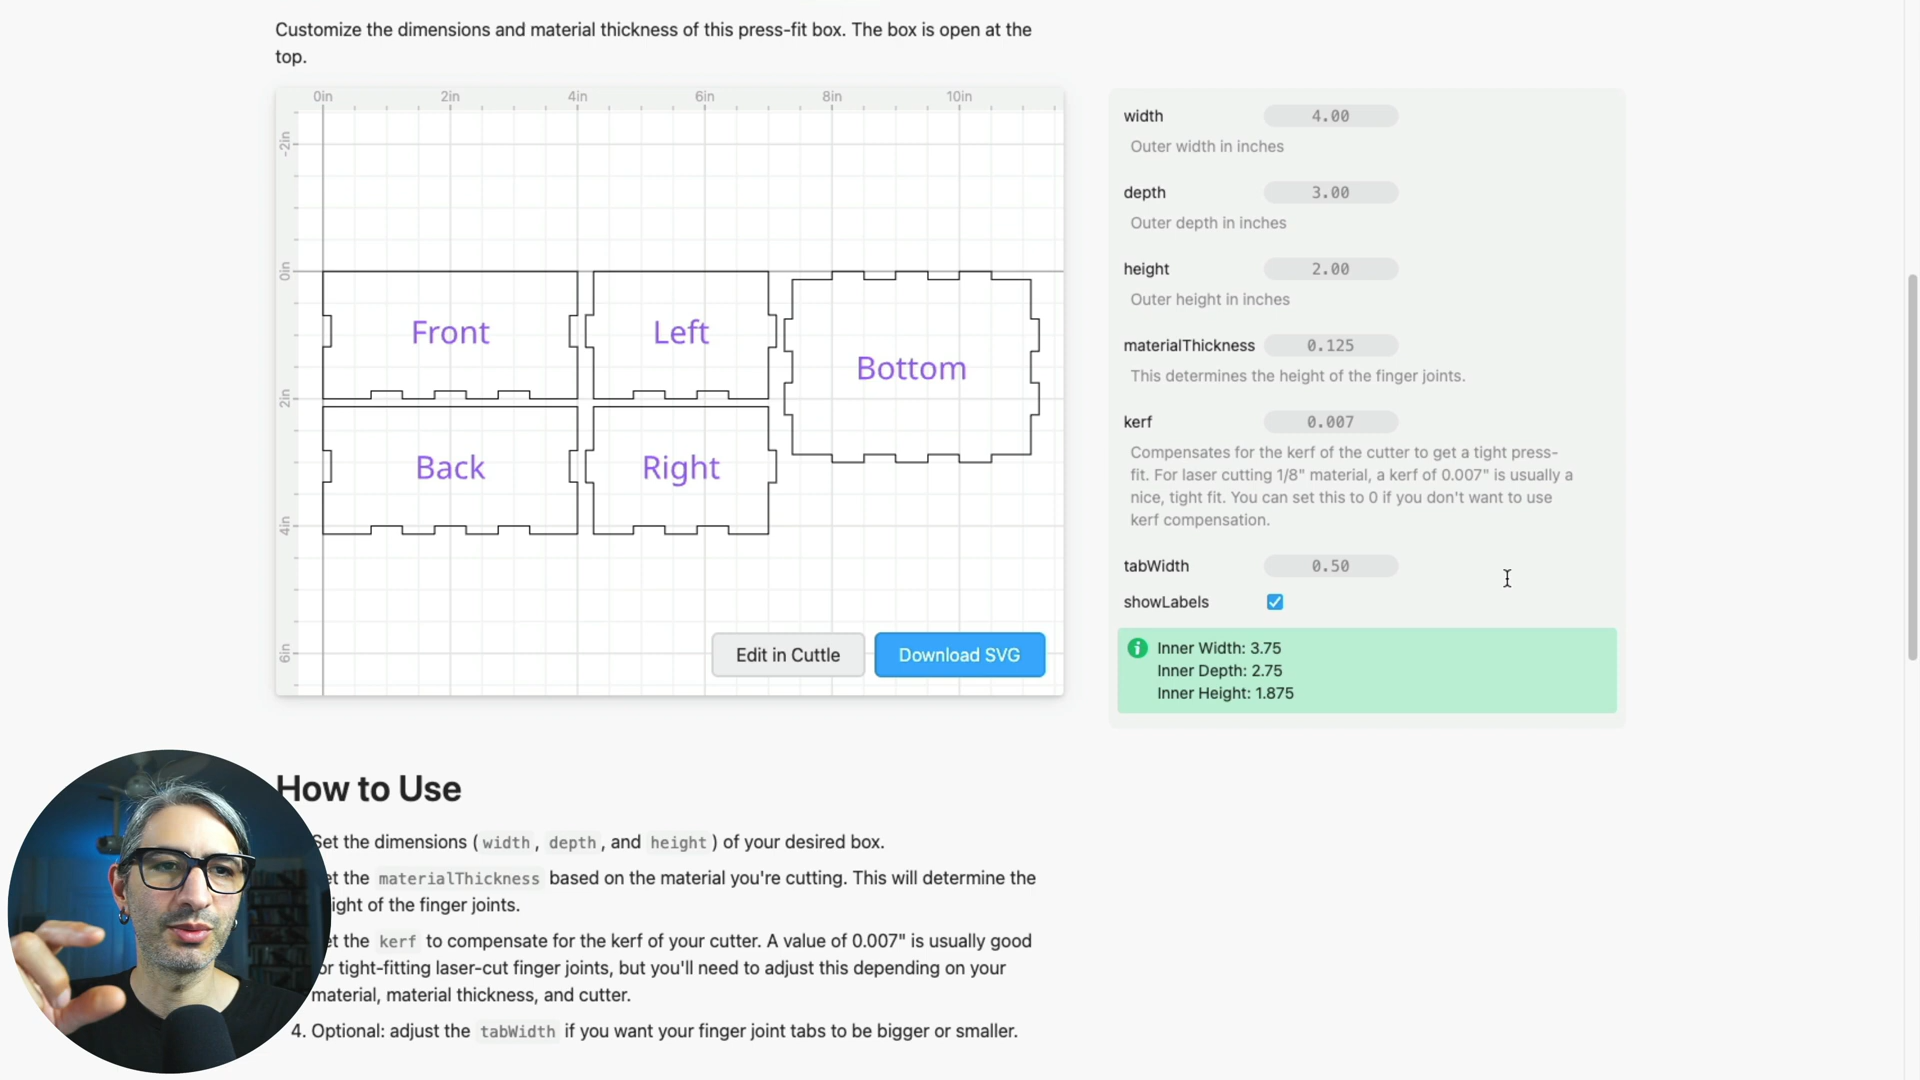 Customize the dimensions and material thickness of this press-fit box. The box is open at the
top.
0in 2in 4in 6in 8in 10in
-2in
0in
2in
4in
6in
Front
Left
Bottom
Back
Right
Edit in Cuttle
Download SVG
width 4.00
Outer width in inches
depth 3.00
Outer depth in inches
height 2.00
Outer height in inches
materialThickness 0.125
This determines the height of the finger joints.
kerf 0.007
Compensates for the kerf of the cutter to get a tight press-
fit. For laser cutting 1/8" material, a kerf of 0.007" is usually a
nice, tight fit. You can set this to 0 if you don't want to use
kerf compensation.
tabWidth 0.50
showLabels
Inner Width: 3.75
Inner Depth: 2.75
Inner Height: 1.875
How to Use
Set the dimensions ( width , depth , and height ) of your desired box.
et the materialThickness based on the material you're cutting. This will determine the
ight of the finger joints.
et the kerf to compensate for the kerf of your cutter. A value of 0.007" is usually good
or tight-fitting laser-cut finger joints, but you'll need to adjust this depending on your
material, material thickness, and cutter.
4. Optional: adjust the tabWidth if you want your finger joint tabs to be bigger or smaller.